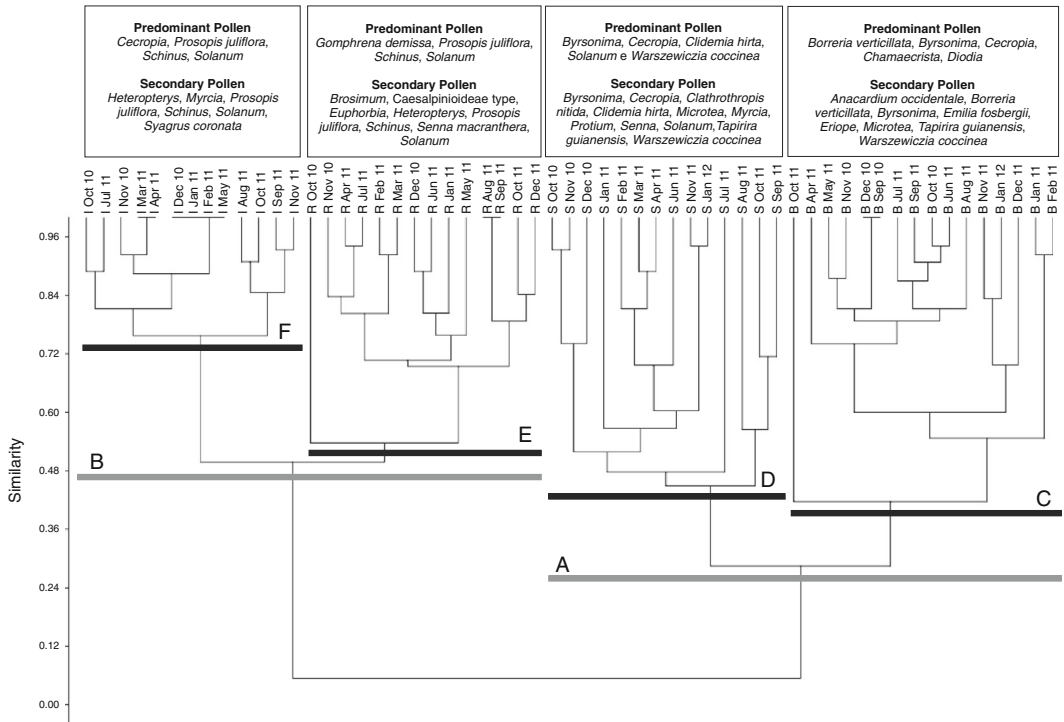 Predominant Pollen
Cecropia, Prosopis juliflora,
Schinus, Solanum
Secondary Pollen
Heteropterys, Myrcia, Prosopis
juliflora, Schinus, Solanum,
Syagrus coronata
Predominant Pollen
Gomphrena demissa, Prosopis juliflora,
Schinus, Solanum
Secondary Pollen
Brosimum, Caesalpinioideae type,
Euphorbia, Heteropterys, Prosopis
juliflora, Schinus, Senna macranthera,
Solanum
Predominant Pollen
Byrsonima, Cecropia, Clidemia hirta,
Solanum e Warszewiczia coccinea
Secondary Pollen
Byrsonima, Cecropia, Clathrothropis
nitida, Clidemia hirta, Microtea, Myrcia,
Protium, Senna, Solanum,Tapirira
guianensis, Warszewiczia coccinea
Predominant Pollen
Borreria verticillata, Byrsonima, Cecropia,
Chamaecrista, Diodia
Secondary Pollen
Anacardium occidentale, Borreria
verticillata, Byrsonima, Emilia fosbergii,
Eriope, Microtea, Tapirira guianensis,
Warszewiczia coccinea
I Oct 10
I Jul 11
I Nov 10
I Mar 11
I Apr 11
I Dec 10
I Jan 11
I Feb 11
I May 11
I Aug 11
I Oct 11
I Sep 11
I Nov 11
R Oct 10
R Nov 10
R Apr 11
R Jul 11
R Feb 11
R Mar 11
R Dec 10
R Jun 11
R Jan 11
R May 11
R Aug 11
R Sep 11
R Oct 11
R Dec 11
S Oct 10
S Nov 10
S Dec 10
S Jan 11
S Feb 11
S Mar 11
S Apr 11
S Jun 11
S Nov 11
S Jan 12
S Jul 11
S Aug 11
S Oct 11
S Sep 11
B Oct 11
B Apr 11
B May 11
B Nov 10
B Dec 10
B Sep 10
B Jul 11
B Sep 11
B Oct 10
B Jun 11
B Aug 11
B Nov 11
B Jan 12
B Dec 11
B Jan 11
B Feb 11
0.96
0.84
0.72
0.60
0.48
0.36
0.24
0.12
0.00
Similarity
F
E
B
D
C
A